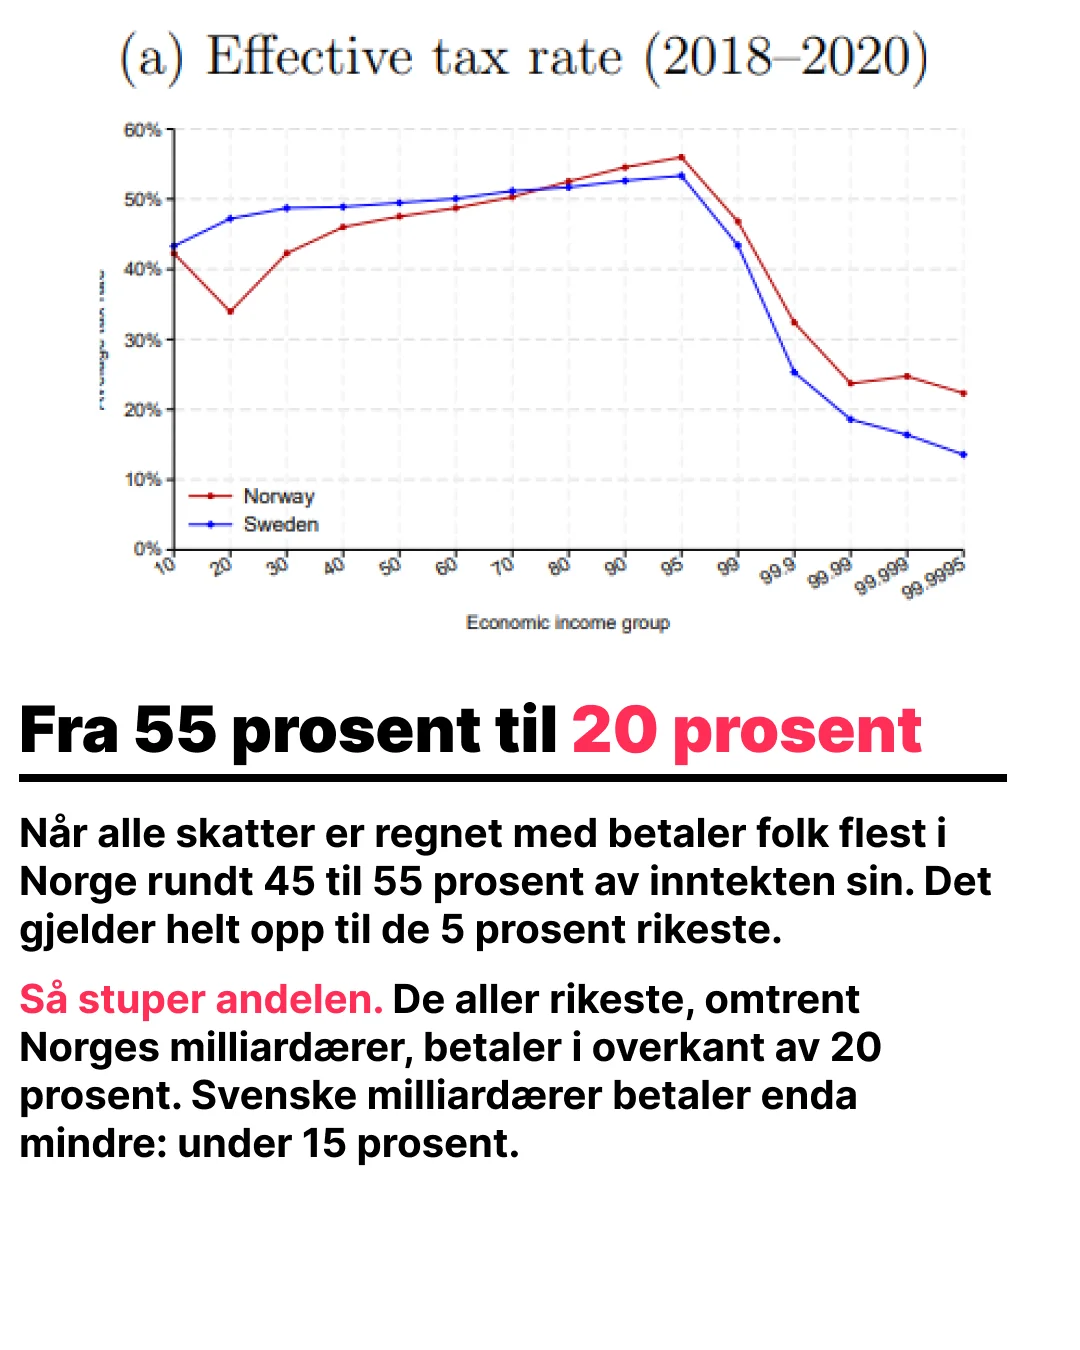 (a) Effective tax rate (2018–2020)
60%
50%
40%
30%
20%
10%
0%
Norway
Sweden
10 20 30 40 50 60 70 80 90 95 99 99.9 99.99 99.999 99.9995
Economic income group
Fra 55 prosent til 20 prosent
Når alle skatter er regnet med betaler folk flest i
Norge rundt 45 til 55 prosent av inntekten sin. Det
gjelder helt opp til de 5 prosent rikeste.
Så stuper andelen. De aller rikeste, omtrent
Norges milliardærer, betaler i overkant av 20
prosent. Svenske milliardærer betaler enda
mindre: under 15 prosent.